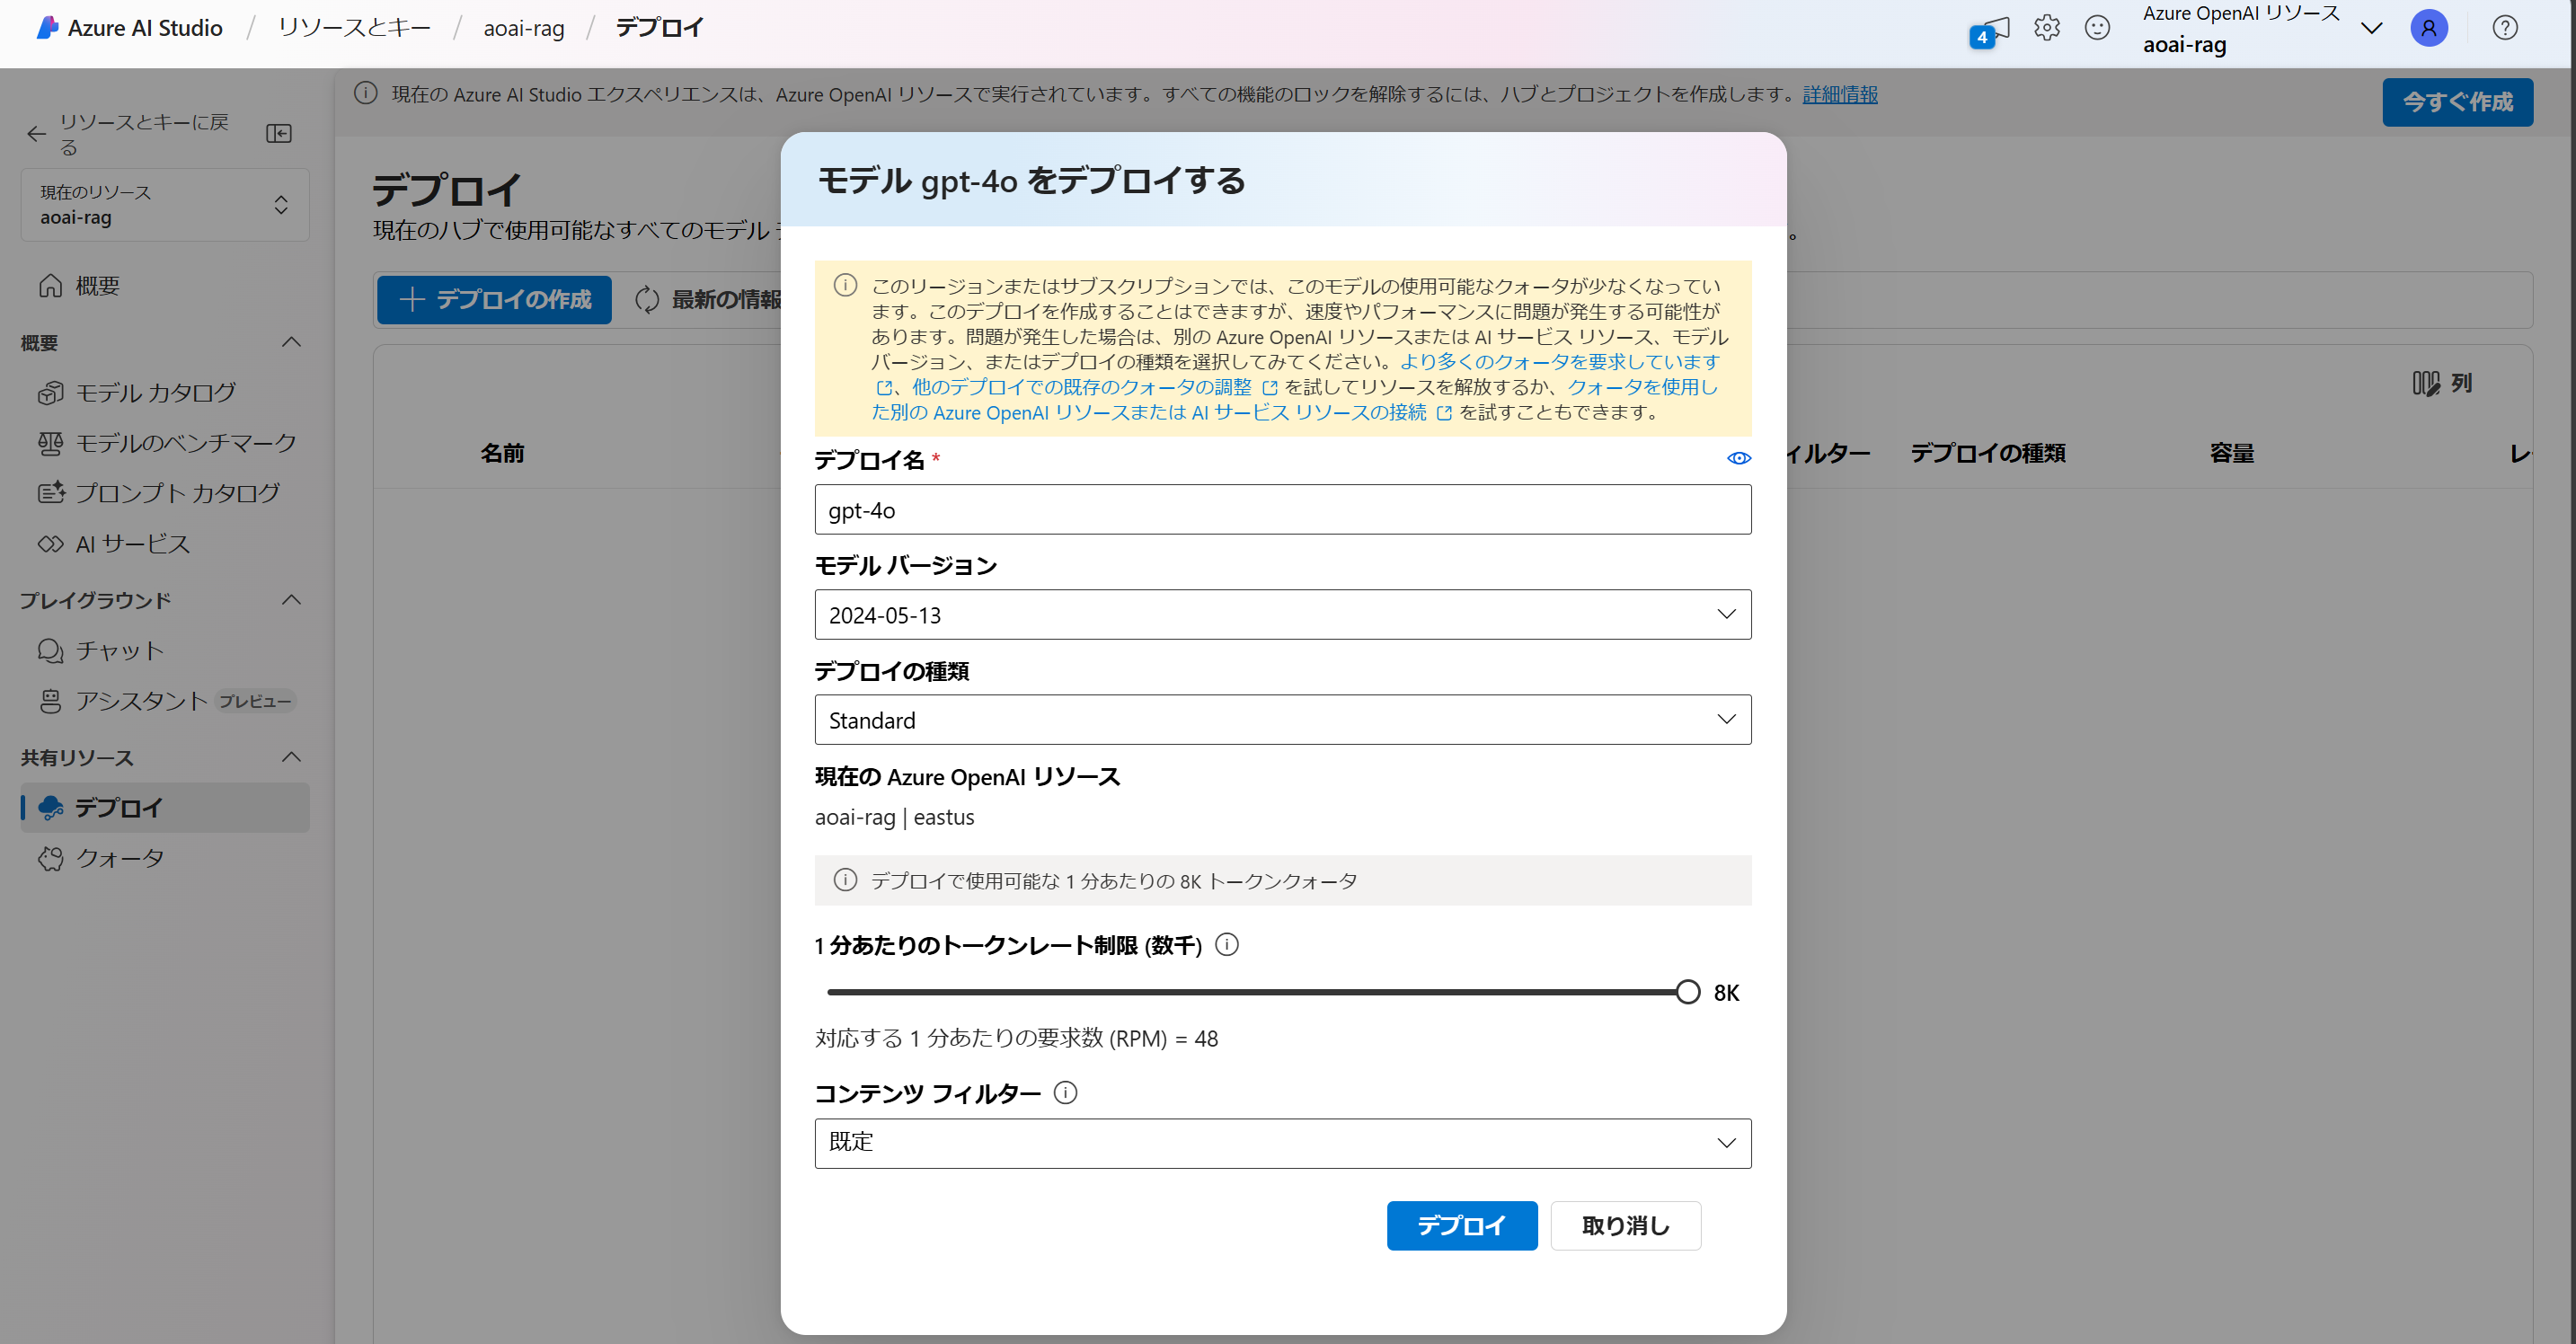 Azure AI Studio / リソースとキー / aoai-rag / デプロイ
4
Azure OpenAI リソース
aoai-rag
リソースとキーに戻
る
現在のリソース
aoai-rag
概要
概要
モデル カタログ
モデルのベンチマーク
プロンプト カタログ
AI サービス
プレイグラウンド
チャット
アシスタント プレビュー
共有リソース
デプロイ
クォータ
現在の Azure AI Studio エクスペリエンスは、Azure OpenAI リソースで実行されています。すべての機能のロックを解除するには、ハブとプロジェクトを作成します。詳細情報
今すぐ作成
デプロイ
現在のハブで使用可能なすべてのモデル
。
デプロイの作成
最新の情報
列
名前
ィルター
デプロイの種類
容量
レ
モデル gpt-4o をデプロイする
このリージョンまたはサブスクリプションでは、このモデルの使用可能なクォータが少なくなってい
ます。このデプロイを作成することはできますが、速度やパフォーマンスに問題が発生する可能性が
あります。問題が発生した場合は、別の Azure OpenAI リソースまたは AI サービス リソース、モデル
バージョン、またはデプロイの種類を選択してみてください。より多くのクォータを要求しています
、他のデプロイでの既存のクォータの調整 を試してリソースを解放するか、クォータを使用し
た別の Azure OpenAI リソースまたは AI サービス リソースの接続 を試すこともできます。
デプロイ名 *
gpt-4o
モデル バージョン
2024-05-13
デプロイの種類
Standard
現在の Azure OpenAI リソース
aoai-rag | eastus
デプロイで使用可能な 1 分あたりの 8K トークンクォータ
1 分あたりのトークンレート制限 (数千)
8K
対応する 1 分あたりの要求数 (RPM) = 48
コンテンツ フィルター
既定
デプロイ
取り消し